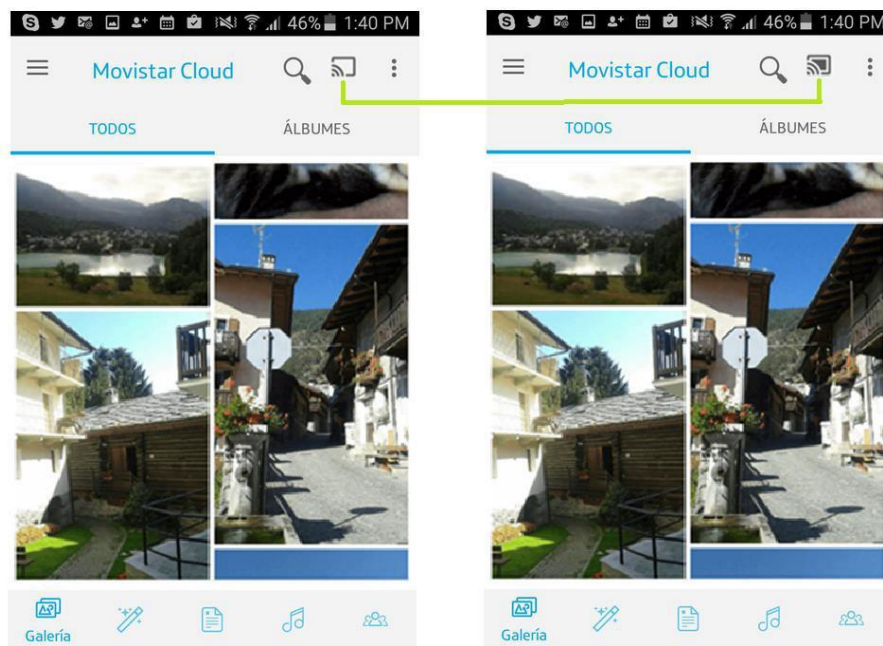 46% 1:40 PM
Movistar Cloud
TODOS ÁLBUMES
Galería
46% 1:40 PM
Movistar Cloud
TODOS ÁLBUMES
Galería